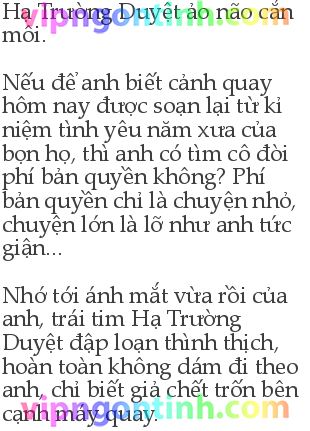 vipngontinh.com
Hạ Trường Duyệt ảo não cắn
môi.
Nếu để anh biết cảnh quay
hôm nay được soạn lại từ kỉ
niệm tình yêu năm xưa của
bọn họ, thì anh có tìm cô đòi
phí bản quyền không? Phí
bản quyền chỉ là chuyện nhỏ,
chuyện lớn là lỡ như anh tức
giận...
Nhớ tới ánh mắt vừa rồi của
anh, trái tim Hạ Trường
Duyệt đập loạn thình thịch,
hoàn toàn không dám đi theo
anh, chỉ biết giả chết trốn bên
cạnh máy quay.
vipngontinh.com